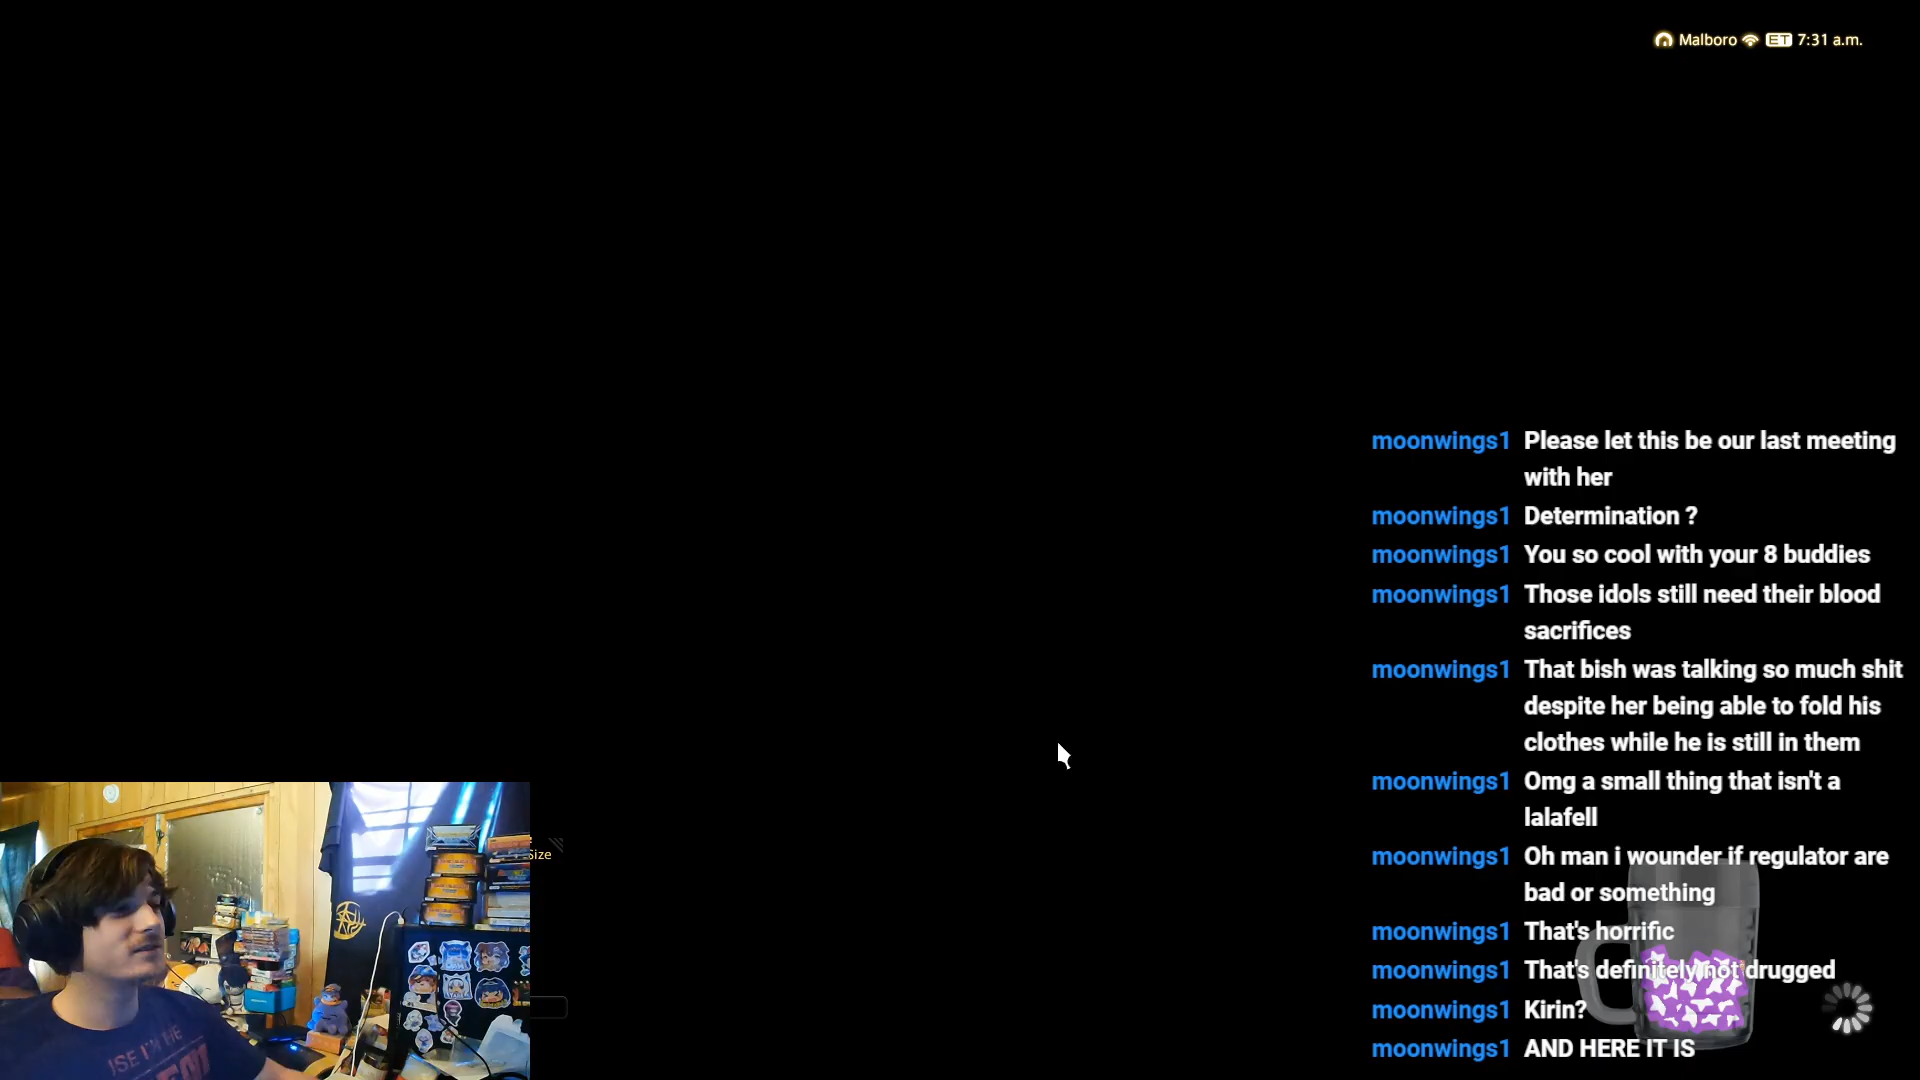 Malboro ET 7:31 a.m.
moonwings1 Please let this be our last meeting
with her
moonwings1 Determination ?
moonwings1 You so cool with your 8 buddies
moonwings1 Those idols still need their blood
sacrifices
moonwings1 That bish was talking so much shit
despite her being able to fold his
clothes while he is still in them
moonwings1 Omg a small thing that isn't a
lalafell
moonwings1 Oh man i wounder if regulator are
bad or something
moonwings1 That's horrific
moonwings1 That's definitely not drugged
moonwings1 Kirin?
moonwings1 AND HERE IT IS
Size